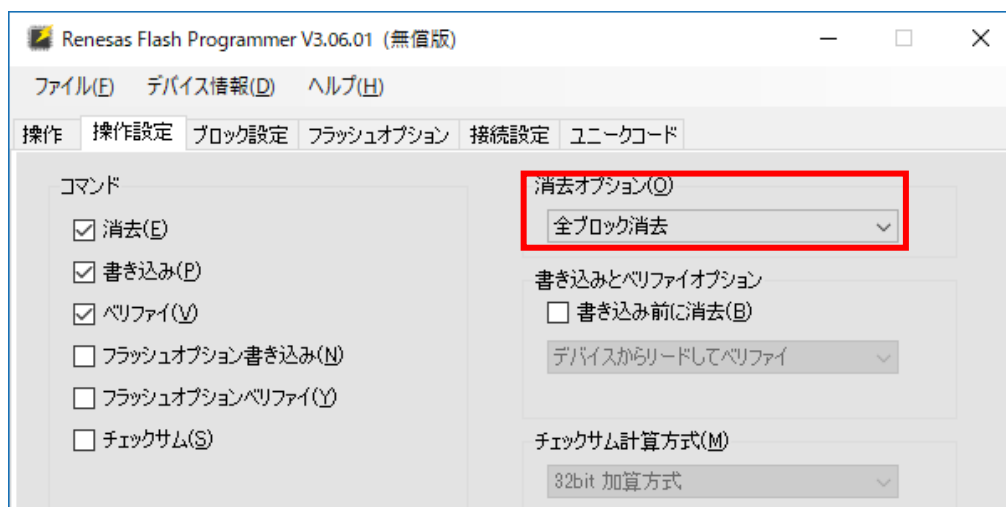 Renesas Flash Programmer V3.06.01 (無償版)
ファイル(F) デバイス情報(D) ヘルプ(H)
操作 操作設定 ブロック設定 フラッシュオプション 接続設定 ユニークコード
コマンド
消去(E)
書き込み(P)
ベリファイ(V)
フラッシュオプション書き込み(N)
フラッシュオプションベリファイ(Y)
チェックサム(S)
消去オプション(O)
全ブロック消去
書き込みとベリファイオプション
書き込み前に消去(B)
デバイスからリードしてベリファイ
チェックサム計算方式(M)
32bit 加算方式